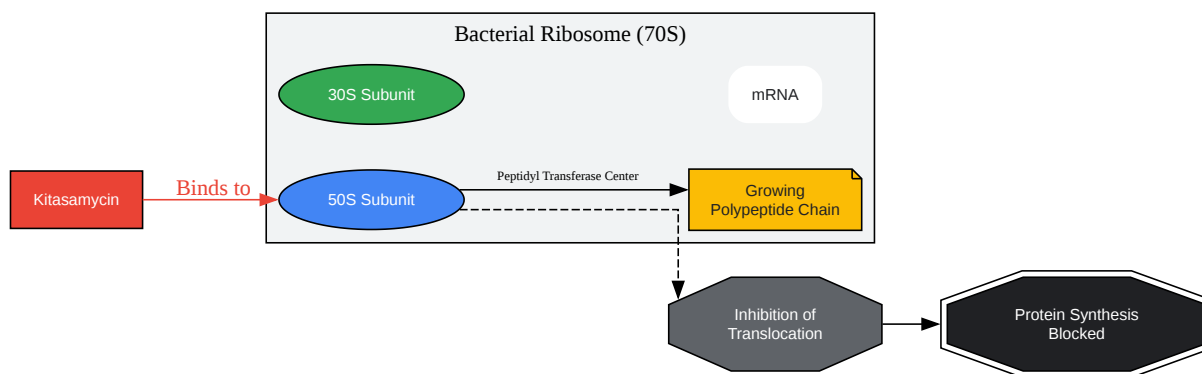 Bacterial Ribosome (70S)
30S Subunit
mRNA
Kitasamycin
Binds to
50S Subunit
Peptidyl Transferase Center
Growing
Polypeptide Chain
Inhibition of
Translocation
Protein Synthesis
Blocked